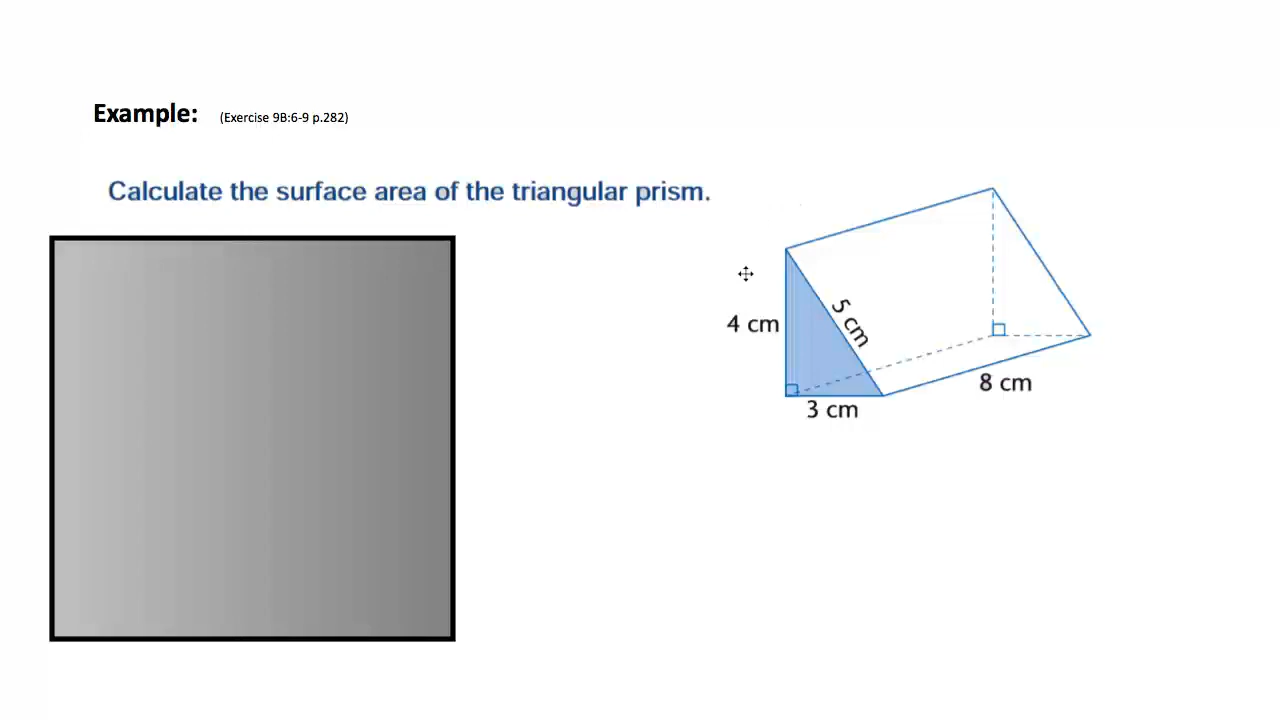 Example: (Exercise 9B:6-9 p.282)
Calculate the surface area of the triangular prism.
4 cm
5 cm
8 cm
3 cm